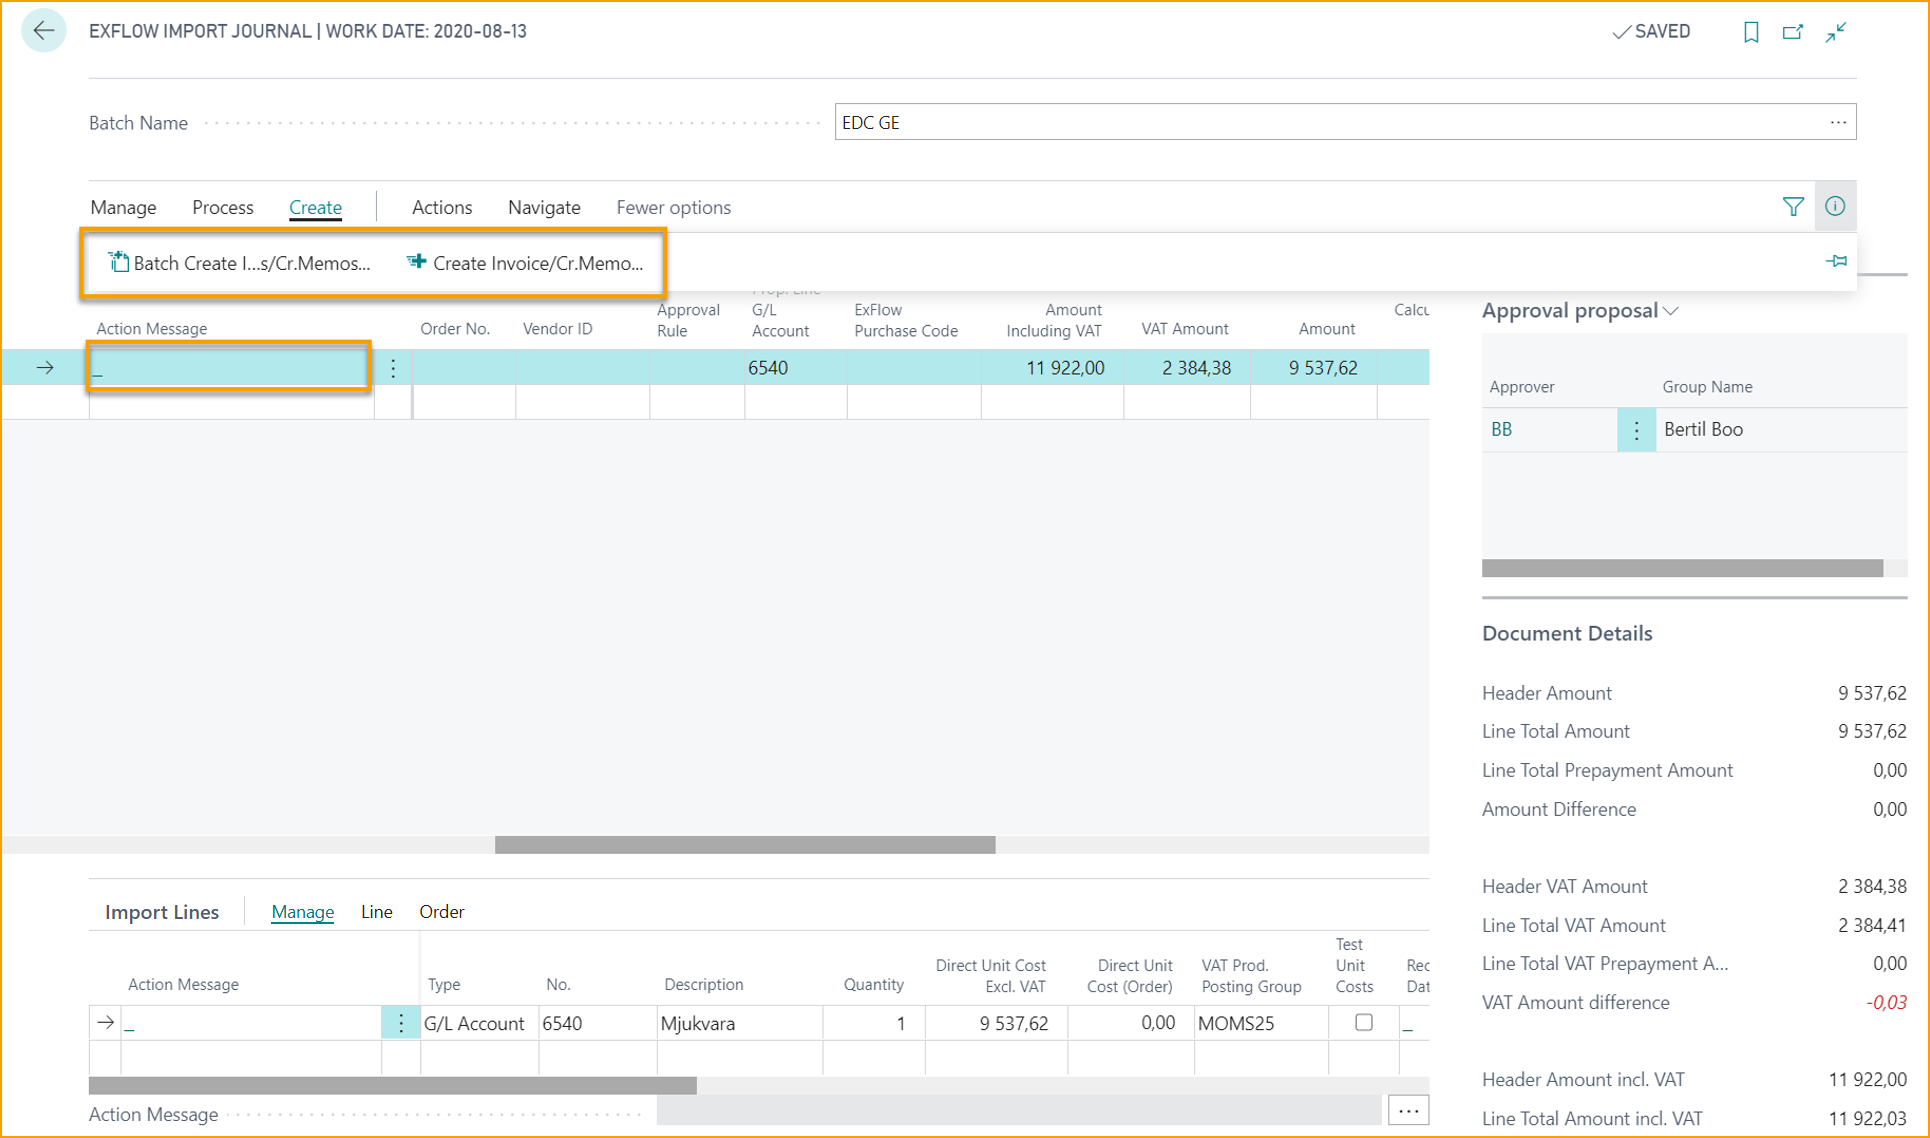 EXFLOW IMPORT JOURNAL | WORK DATE: 2020-08-13
SAVED
Batch Name
EDC GE
Manage Process Create Actions Navigate Fewer options
Batch Create I...s/Cr.Memos... Create Invoice/Cr.Memo...
Action Message Order No. Vendor ID Approval Rule Prop. Line G/L Account ExFlow Purchase Code Amount Including VAT VAT Amount Amount Calcu
_ 6540 11 922,00 2 384,38 9 537,62
Approval proposal
Approver Group Name
BB Bertil Boo
Document Details
Header Amount 9 537,62
Line Total Amount 9 537,62
Line Total Prepayment Amount 0,00
Amount Difference 0,00
Header VAT Amount 2 384,38
Line Total VAT Amount 2 384,41
Line Total VAT Prepayment A... 0,00
VAT Amount difference -0,03
Header Amount incl. VAT 11 922,00
Line Total Amount incl. VAT 11 922,03
Import Lines Manage Line Order
Action Message Type No. Description Quantity Direct Unit Cost Excl. VAT Direct Unit Cost (Order) VAT Prod. Posting Group Test Unit Costs Rec Dat
_ G/L Account 6540 Mjukvara 1 9 537,62 0,00 MOMS25 _
Action Message